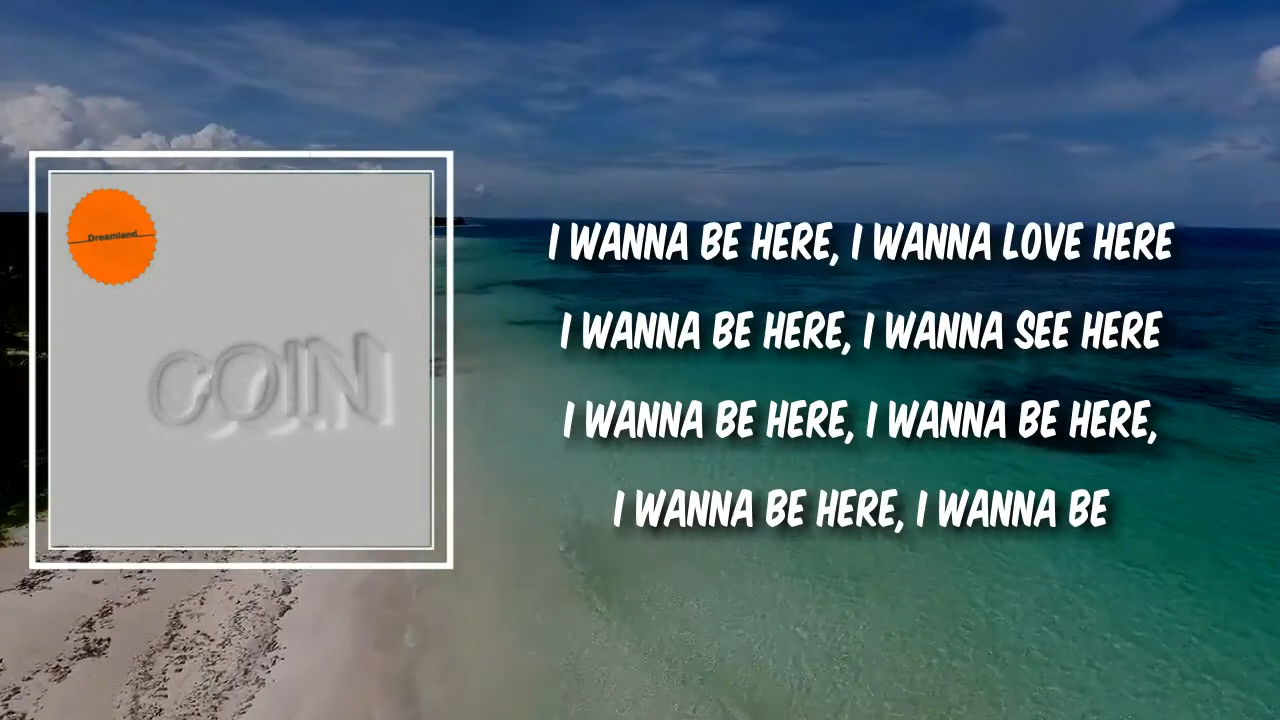 Dreamland
COIN
I WANNA BE HERE, I WANNA LOVE HERE
I WANNA BE HERE, I WANNA SEE HERE
I WANNA BE HERE, I WANNA BE HERE,
I WANNA BE HERE, I WANNA BE